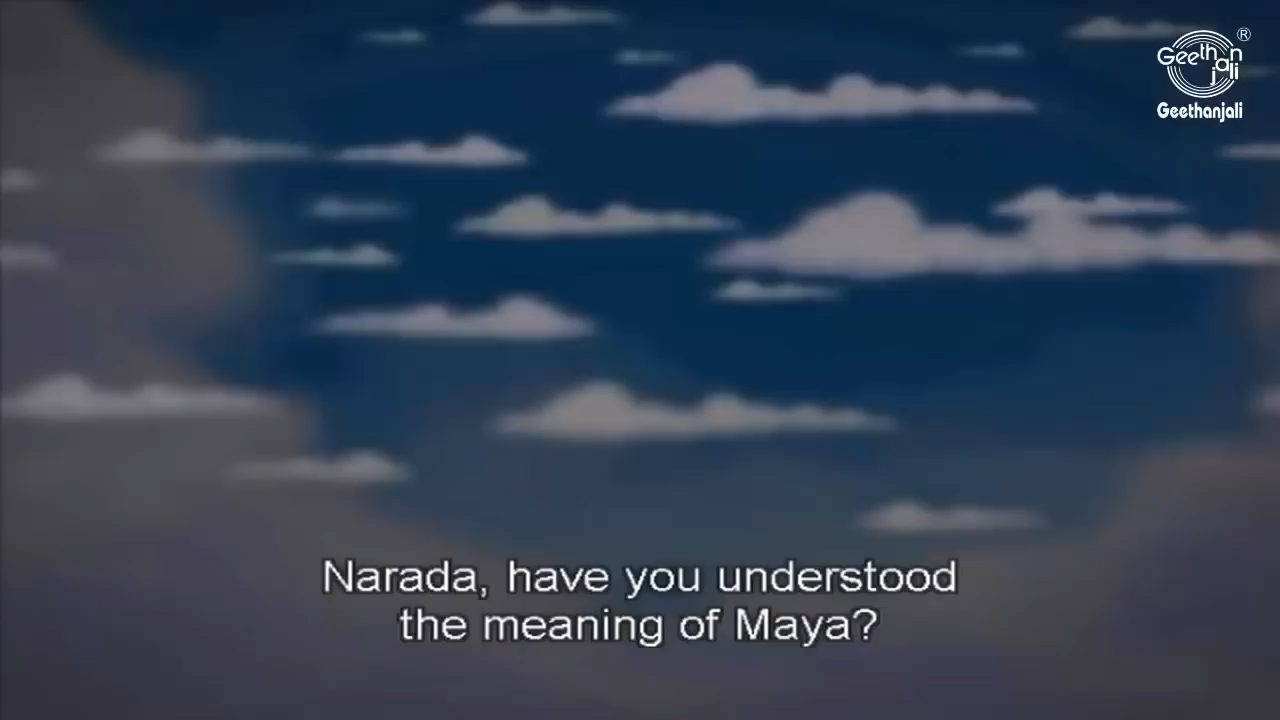 Geethanjali
®
Geethanjali
Narada, have you understood
the meaning of Maya?